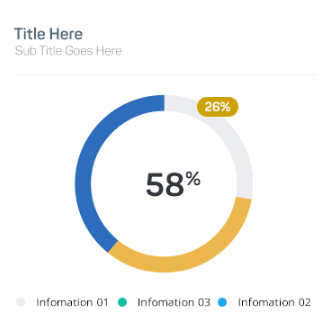 Title Here
Sub Title Goes Here
26%
58%
Infomation 01 Infomation 03 Infomation 02